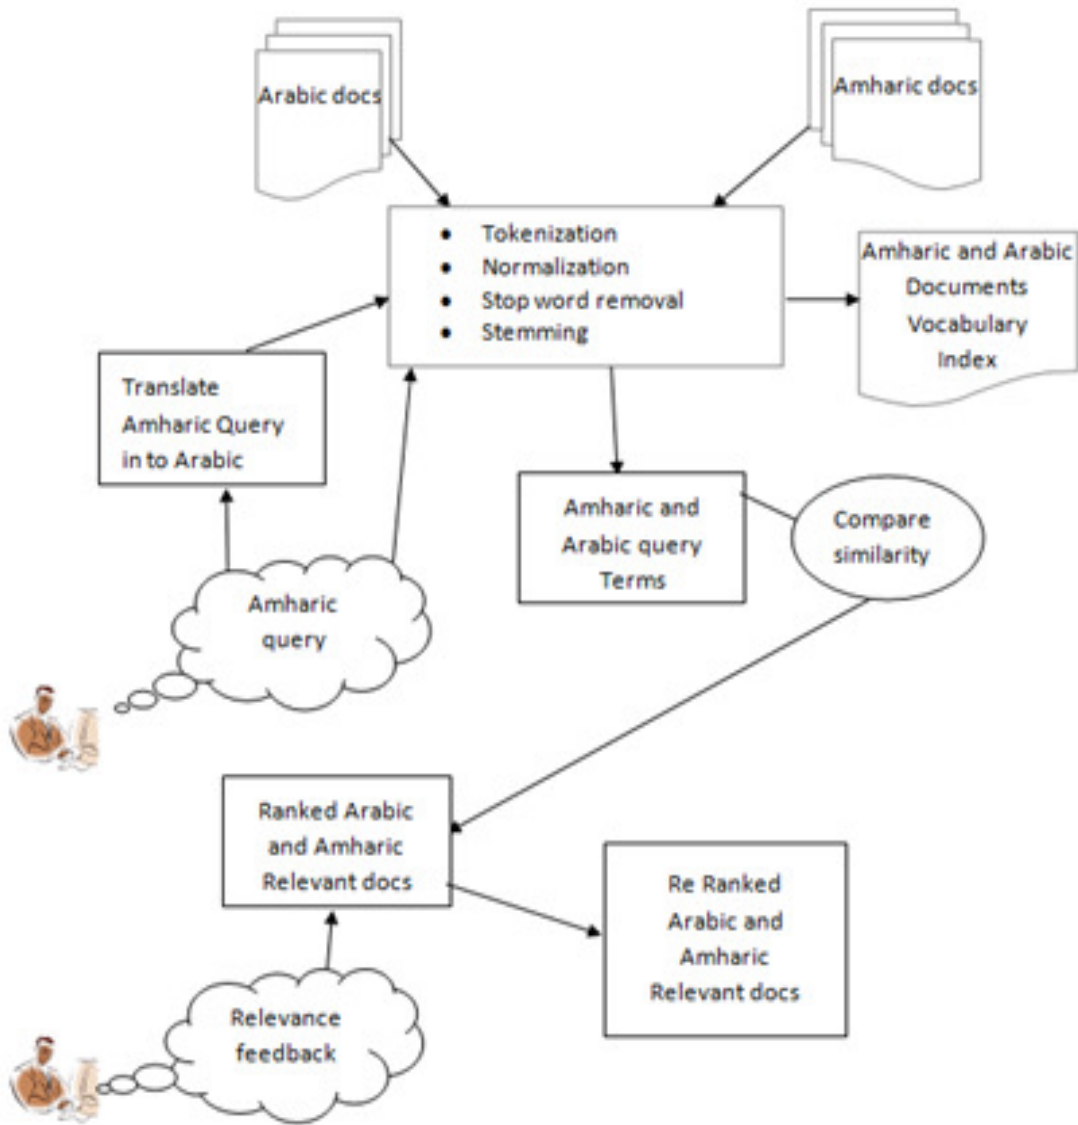 Arabic docs
Amharic docs
● Tokenization
● Normalization
● Stop word removal
● Stemming
Amharic and Arabic
Documents
Vocabulary
Index
Translate
Amharic Query
in to Arabic
Amharic and
Arabic query
Terms
Compare
similarity
Amharic
query
Ranked Arabic
and Amharic
Relevant docs
Re Ranked
Arabic and
Amharic
Relevant docs
Relevance
feedback